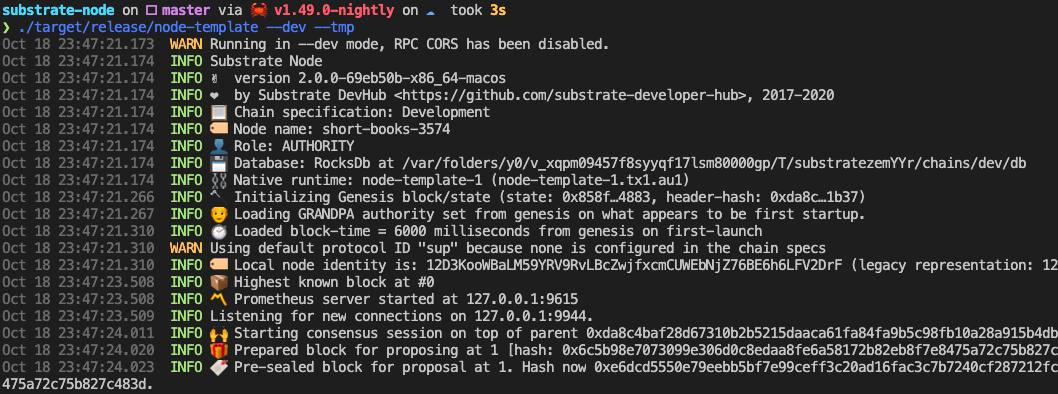 substrate-node on master via v1.49.0-nightly on took 3s
❯ ./target/release/node-template --dev --tmp
Oct 18 23:47:21.173 WARN Running in --dev mode, RPC CORS has been disabled.
Oct 18 23:47:21.174 INFO Substrate Node
Oct 18 23:47:21.174 INFO ✌️ version 2.0.0-69eb50b-x86_64-macos
Oct 18 23:47:21.174 INFO ❤️ by Substrate DevHub <https://github.com/substrate-developer-hub>, 2017-2020
Oct 18 23:47:21.174 INFO 📋 Chain specification: Development
Oct 18 23:47:21.174 INFO 🏷 Node name: short-books-3574
Oct 18 23:47:21.174 INFO 👤 Role: AUTHORITY
Oct 18 23:47:21.174 INFO 💾 Database: RocksDb at /var/folders/y0/v_xqpm09457f8syyqf17lsm80000gp/T/substratezemYYr/chains/dev/db
Oct 18 23:47:21.174 INFO ⛓ Native runtime: node-template-1 (node-template-1.tx1.au1)
Oct 18 23:47:21.266 INFO 🔨 Initializing Genesis block/state (state: 0x858f…4883, header-hash: 0xda8c…1b37)
Oct 18 23:47:21.174 INFO 👴 Loading GRANDPA authority set from genesis on what appears to be first startup.
Oct 18 23:47:21.310 INFO ⏱ Loaded block-time = 6000 milliseconds from genesis on first-launch
Oct 18 23:47:21.310 WARN Using default protocol ID "sup" because none is configured in the chain specs
Oct 18 23:47:21.310 INFO 🏷 Local node identity is: 12D3KooWBaLM59YRV9RvLBcZwjfxcmCUWEbNjZ76BE6h6LFV2DrF (legacy representation: 12
Oct 18 23:47:23.508 INFO 📦 Highest known block at #0
Oct 18 23:47:23.508 INFO 〽️ Prometheus server started at 127.0.0.1:9615
Oct 18 23:47:23.509 INFO Listening for new connections on 127.0.0.1:9944.
Oct 18 23:47:24.011 INFO 🙌 Starting consensus session on top of parent 0xda8c4baf28d67310b2b5215daaca61fa84fa9b5c98fb10a28a915b4db
Oct 18 23:47:24.020 INFO 🎁 Prepared block for proposing at 1 [hash: 0x6c5b98e7073099e306d0c8edaa8fe6a58172b82eb8f7e8475a72c75b827c
Oct 18 23:47:24.023 INFO 🔖 Pre-sealed block for proposal at 1. Hash now 0xe6dcd5550e79eebb5bf7e99ceff3c20ad16fac3c7b7240cf287212fc
475a72c75b827c483d.